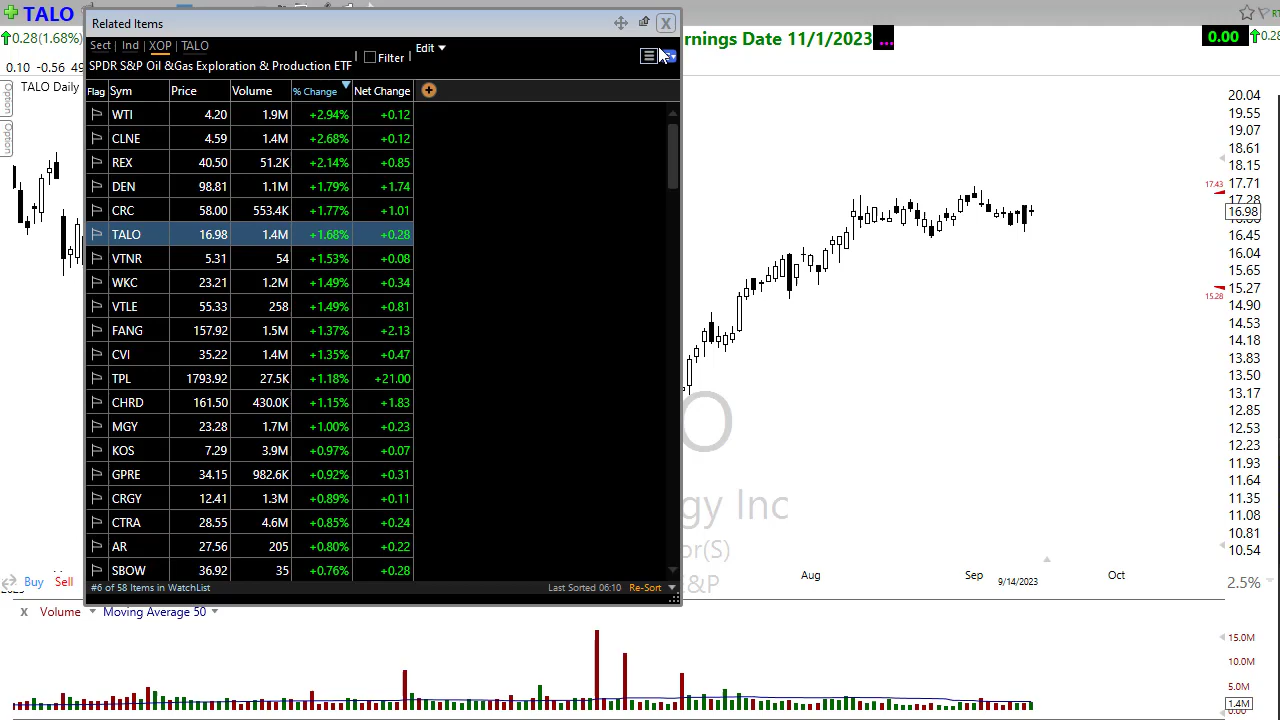 TALO
0.28(1.68%)
0.10 -0.56
TALO Daily
Option
Option
Related Items
X
Sect | Ind | XOP | TALO
Edit
Filter
SPDR S&P Oil &Gas Exploration & Production ETF
rnings Date 11/1/2023 ...
0.00
Flag Sym Price Volume % Change Net Change
WTI 4.20 1.9M +2.94% +0.12
CLNE 4.59 1.4M +2.68% +0.12
REX 40.50 51.2K +2.14% +0.85
DEN 98.81 1.1M +1.79% +1.74
CRC 58.00 553.4K +1.77% +1.01
TALO 16.98 1.4M +1.68% +0.28
VTNR 5.31 54 +1.53% +0.08
WKC 23.21 1.2M +1.49% +0.34
VTLE 55.33 258 +1.49% +0.81
FANG 157.92 1.5M +1.37% +2.13
CVI 35.22 1.4M +1.35% +0.47
TPL 1793.92 27.5K +1.18% +21.00
CHRD 161.50 430.0K +1.15% +1.83
MGY 23.28 1.7M +1.00% +0.23
KOS 7.29 3.9M +0.97% +0.07
GPRE 34.15 982.6K +0.92% +0.31
CRGY 12.41 1.3M +0.89% +0.11
CTRA 28.55 4.6M +0.85% +0.24
AR 27.56 205 +0.80% +0.22
SBOW 36.92 35 +0.76% +0.28
#6 of 58 Items in WatchList
Last Sorted 06:10 Re-Sort
20.04
19.55
19.07
18.61
18.15
17.71
17.43
17.28
16.98
16.45
16.04
15.65
15.27
15.28
14.90
14.53
14.18
13.83
13.50
13.17
12.85
12.53
12.23
11.93
11.64
11.35
11.08
10.81
10.54
2.5%
O
gy Inc
or(S)
&P
Buy Sell
Aug Sep 9/14/2023 Oct
X Volume Moving Average 50
15.0M
10.0M
5.0M
1.4M